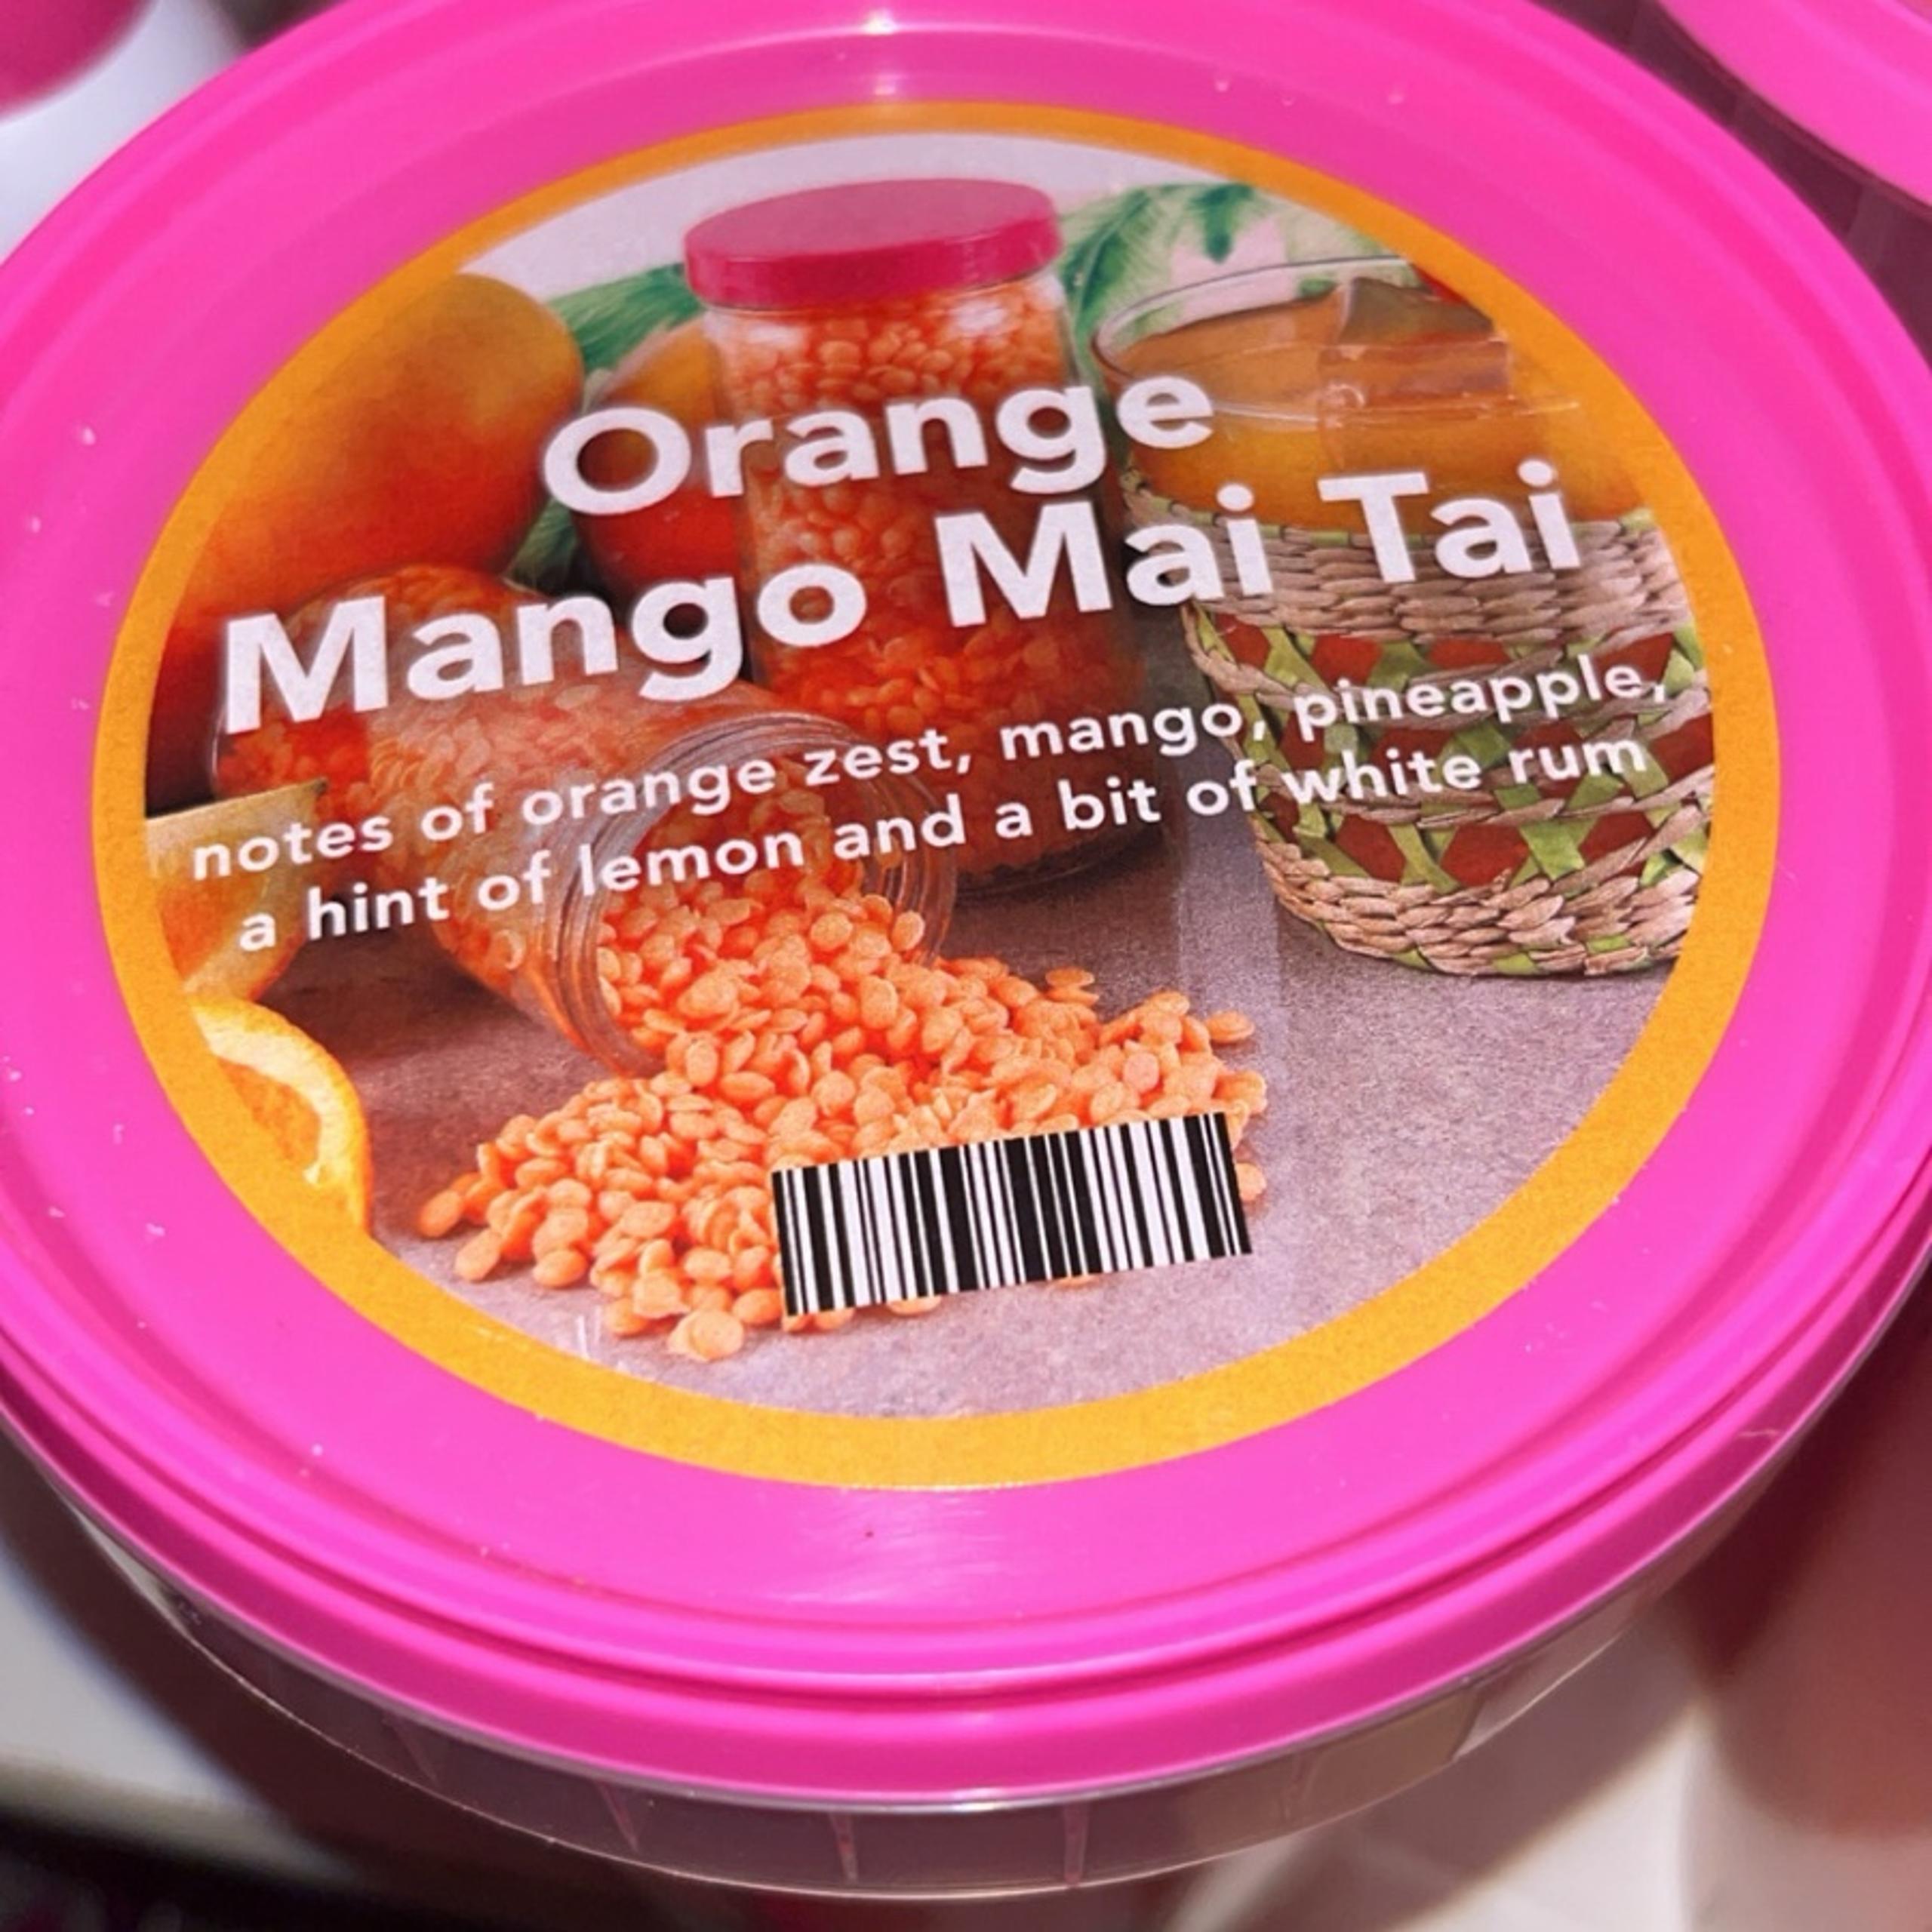 Orange
Mango Mai Tai
notes of orange zest, mango, pineapple,
a hint of lemon and a bit of white rum